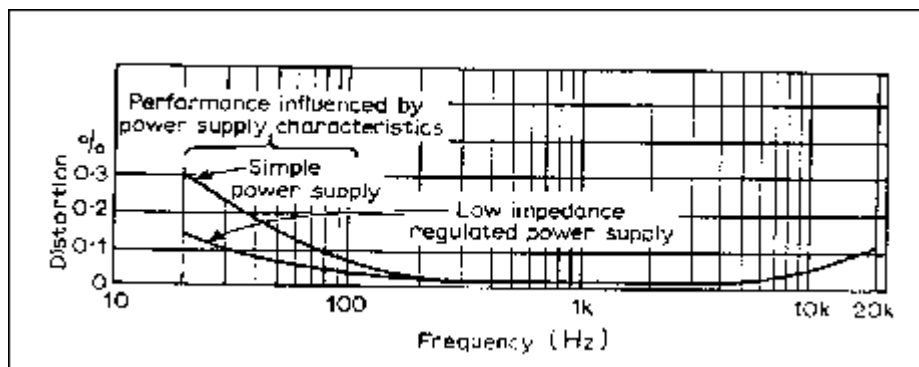 Performance influenced by
power supply characteristics
Distortion %
0·3
0·2
0·1
0
Simple
power supply
Low impedance
regulated power supply
10
100
1k
10k
20k
Frequency (Hz)